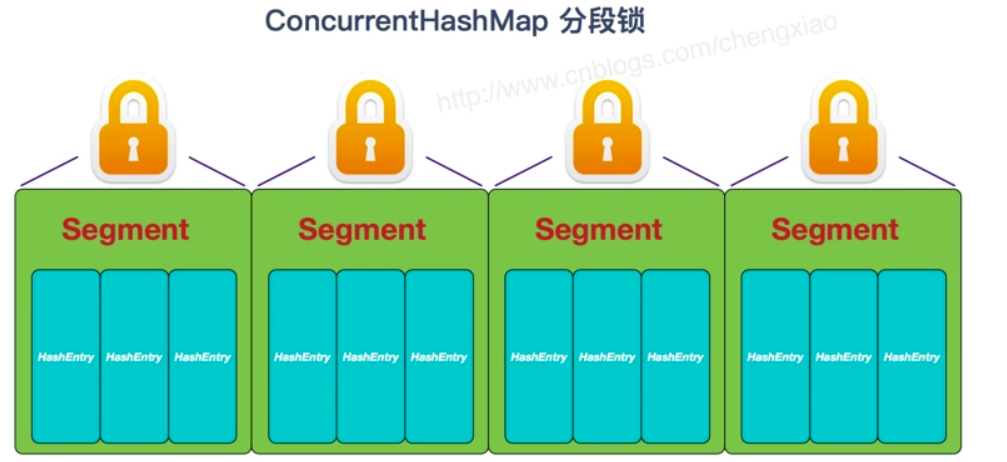 ConcurrentHashMap 分段锁
http://www.cnblogs.com/chengxiao
Segment Segment Segment Segment
HashEntry HashEntry HashEntry HashEntry HashEntry HashEntry HashEntry HashEntry HashEntry HashEntry HashEntry HashEntry